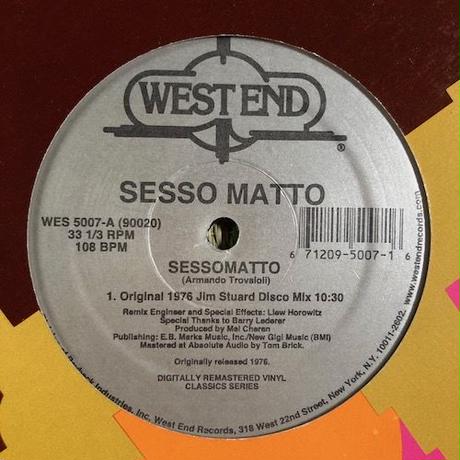 WEST END
®
SESSO MATTO
WES 5007-A (90020)
33 1/3 RPM
108 BPM
6 71209-5007-1 6
SESSOMATTO
(Armando Trovaioli)
1. Original 1976 Jim Stuard Disco Mix 10:30
Remix Engineer and Special Effects: Liew Horowitz
Special Thanks to Barry Lederer
Produced by Mel Cheren
Publishing: E.B. Marks Music, Inc./New Gigi Music (BMI)
Mastered at Absolute Audio by Tom Brick.
Originally released 1976.
DIGITALLY REMASTERED VINYL
CLASSICS SERIES
Industries, Inc. West End Records, 318 West 22nd Street, New York, N.Y. 10011-2602. www.westendrecords.com